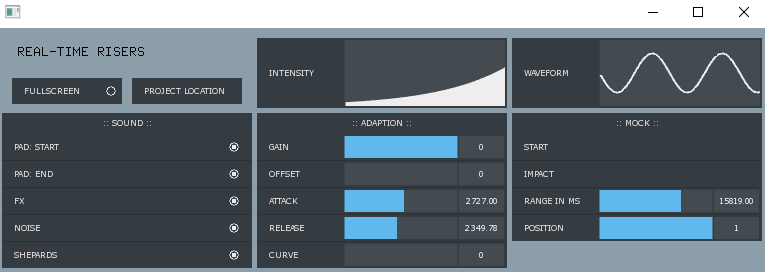 REAL-TIME RISERS
FULLSCREEN
PROJECT LOCATION
INTENSITY
WAVEFORM
:: SOUND ::
PAD: START
PAD: END
FX
NOISE
SHEPARDS
:: ADAPTION ::
GAIN 0
OFFSET 0
ATTACK 2727.00
RELEASE 2349.78
CURVE 0
:: MOCK ::
START
IMPACT
RANGE IN MS 15819.00
POSITION 1